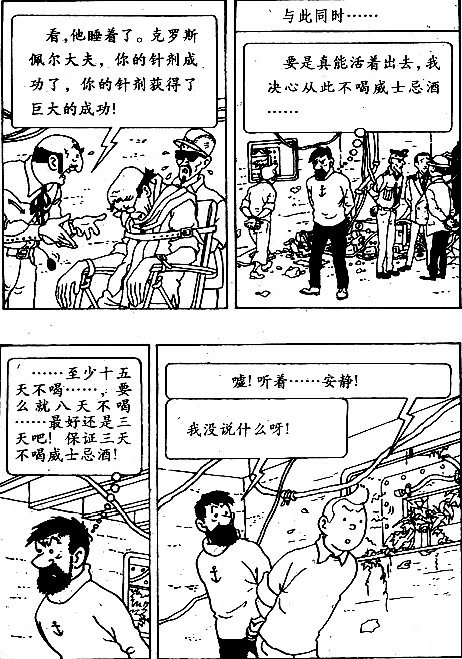 看,他睡着了。克罗斯
佩尔大夫,你的针剂成
功了,你的针剂获得了
巨大的成功!
与此同时……
要是真能活着出去,我
决心从此不喝威士忌酒
……
……至少十五
天不喝……,要
么就八天不喝
……最好还是三
天吧!保证三天
不喝威士忌酒!
嘘!听着……安静!
我没说什么呀!